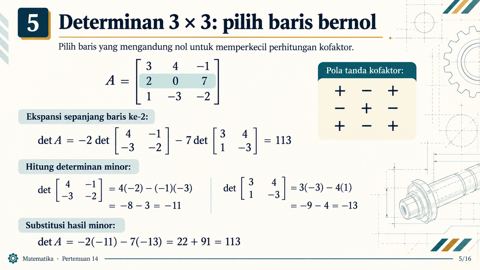 5
Determinan 3 × 3: pilih baris bernol
Pilih baris yang mengandung nol untuk memperkecil perhitungan kofaktor.
A = [3 4 −1
2 0 7
1 −3 −2]
Pola tanda kofaktor:
+ − +
− + −
+ − +
Ekspansi sepanjang baris ke-2:
det A = −2 det [4 −1; −3 −2] − 7 det [3 4; 1 −3] = 113
Hitung determinan minor:
det [4 −1; −3 −2] = 4(−2) − (−1)(−3)
= −8 − 3 = −11
det [3 4; 1 −3] = 3(−3) − 4(1)
= −9 − 4 = −13
Substitusi hasil minor:
det A = −2(−11) − 7(−13) = 22 + 91 = 113
Matematika • Pertemuan 14
5/16